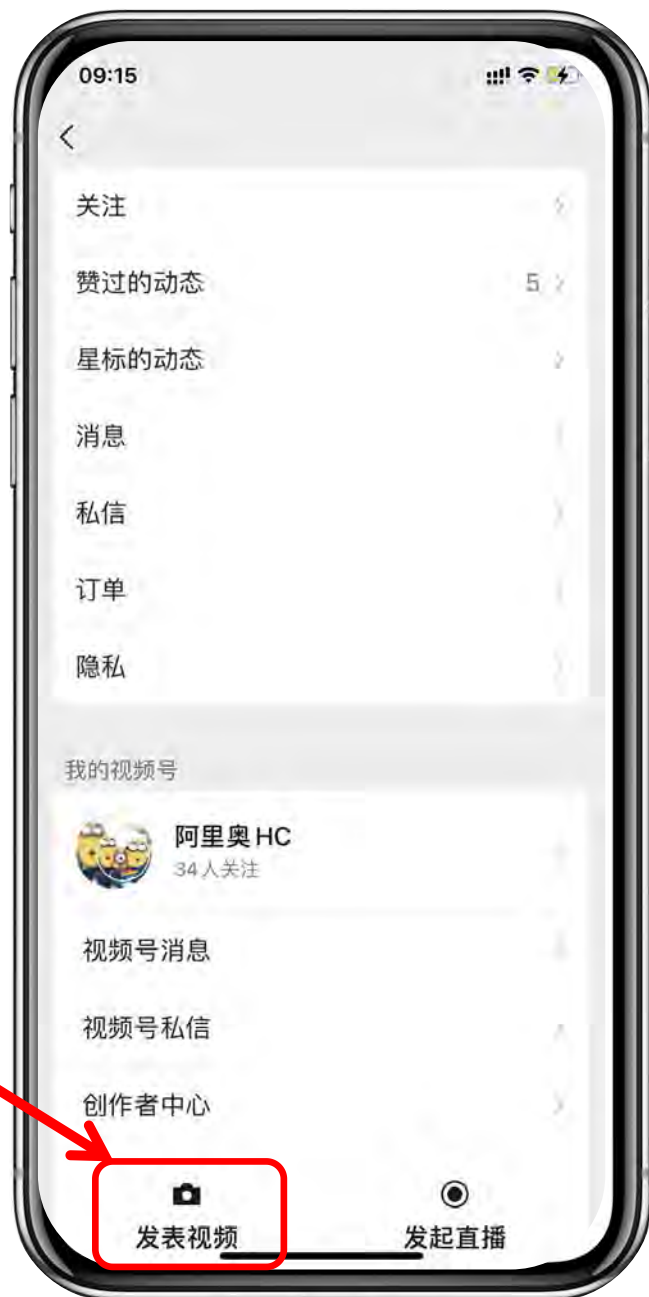 09:15
关注
赞过的动态 5
星标的动态
消息
私信
订单
隐私
我的视频号
阿里奥HC
34人关注
视频号消息
视频号私信
创作者中心
发表视频 发起直播